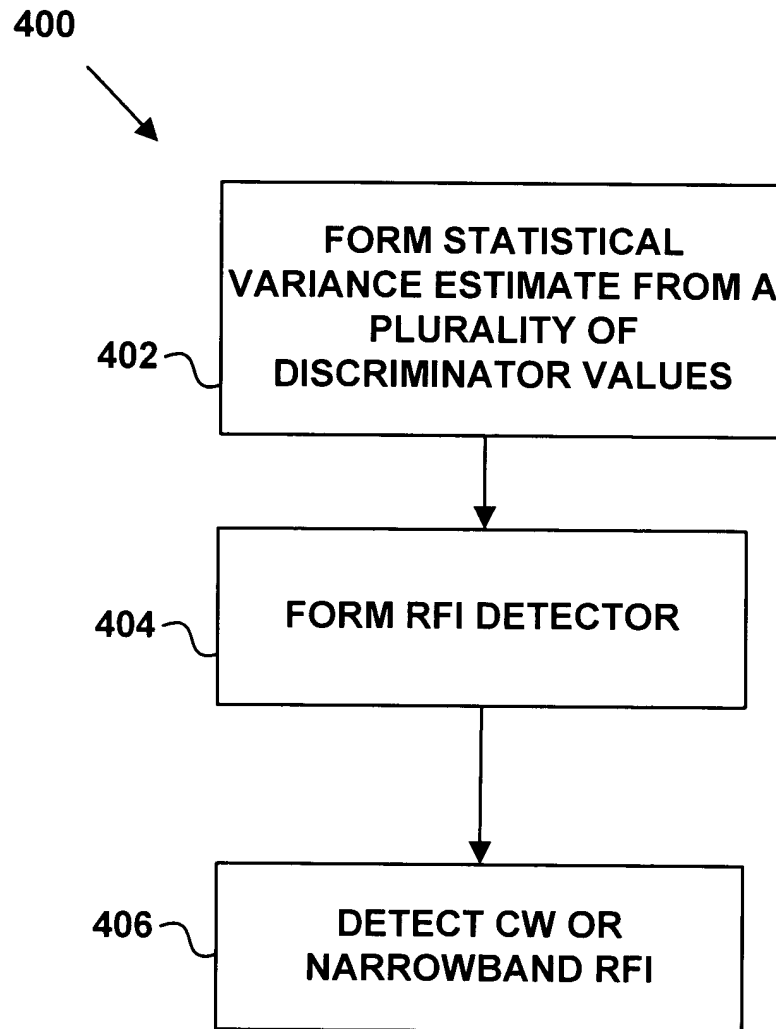 400
FORM STATISTICAL
VARIANCE ESTIMATE FROM A
PLURALITY OF
DISCRIMINATOR VALUES
402
FORM RFI DETECTOR
404
DETECT CW OR
NARROWBAND RFI
406